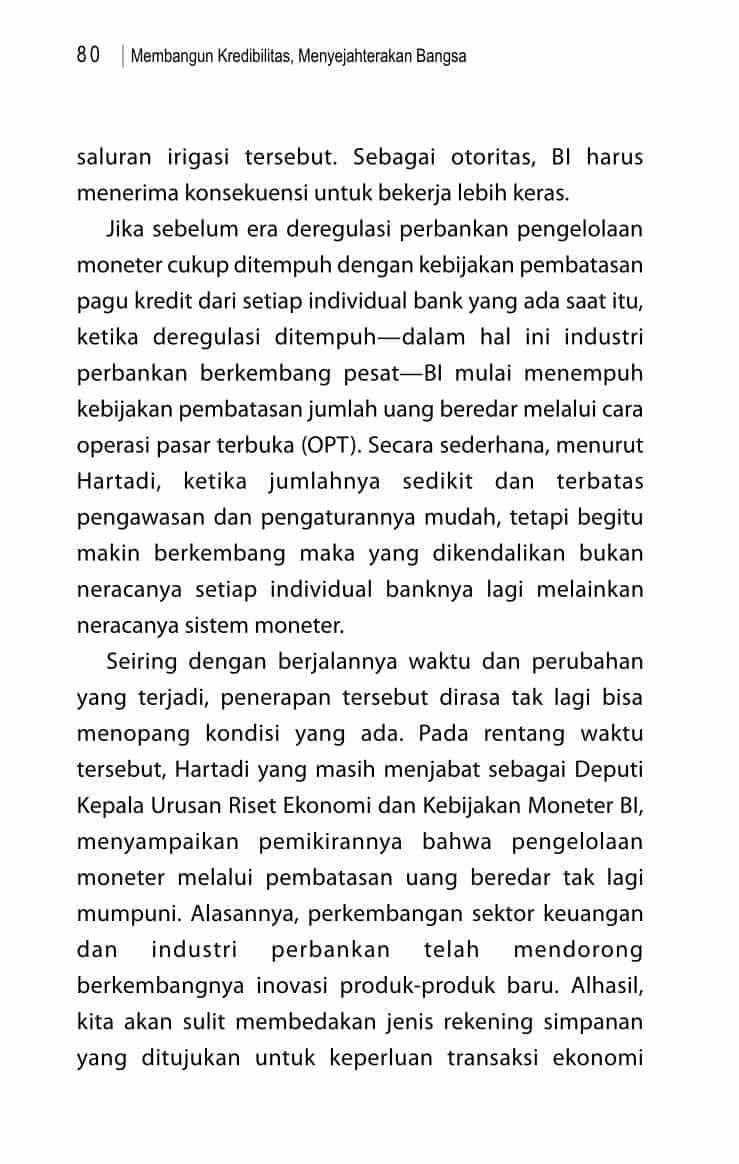 80 | Membangun Kredibilitas, Menyejahterakan Bangsa
saluran irigasi tersebut. Sebagai otoritas, BI harus
menerima konsekuensi untuk bekerja lebih keras.
Jika sebelum era deregulasi perbankan pengelolaan
moneter cukup ditempuh dengan kebijakan pembatasan
pagu kredit dari setiap individual bank yang ada saat itu,
ketika deregulasi ditempuh—dalam hal ini industri
perbankan berkembang pesat—BI mulai menempuh
kebijakan pembatasan jumlah uang beredar melalui cara
operasi pasar terbuka (OPT). Secara sederhana, menurut
Hartadi, ketika jumlahnya sedikit dan terbatas
pengawasan dan pengaturannya mudah, tetapi begitu
makin berkembang maka yang dikendalikan bukan
neracanya setiap individual banknya lagi melainkan
neracanya sistem moneter.
Seiring dengan berjalannya waktu dan perubahan
yang terjadi, penerapan tersebut dirasa tak lagi bisa
menopang kondisi yang ada. Pada rentang waktu
tersebut, Hartadi yang masih menjabat sebagai Deputi
Kepala Urusan Riset Ekonomi dan Kebijakan Moneter BI,
menyampaikan pemikirannya bahwa pengelolaan
moneter melalui pembatasan uang beredar tak lagi
mumpuni. Alasannya, perkembangan sektor keuangan
dan industri perbankan telah mendorong
berkembangnya inovasi produk-produk baru. Alhasil,
kita akan sulit membedakan jenis rekening simpanan
yang ditujukan untuk keperluan transaksi ekonomi